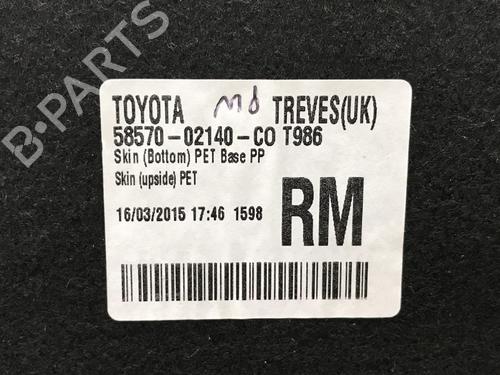 TOYOTA TREVES(UK)
58570-02140-CO T986
Skin (Bottom) PET Base PP
Skin (upside) PET
16/03/2015 17:46 1598
RM
B-PARTS